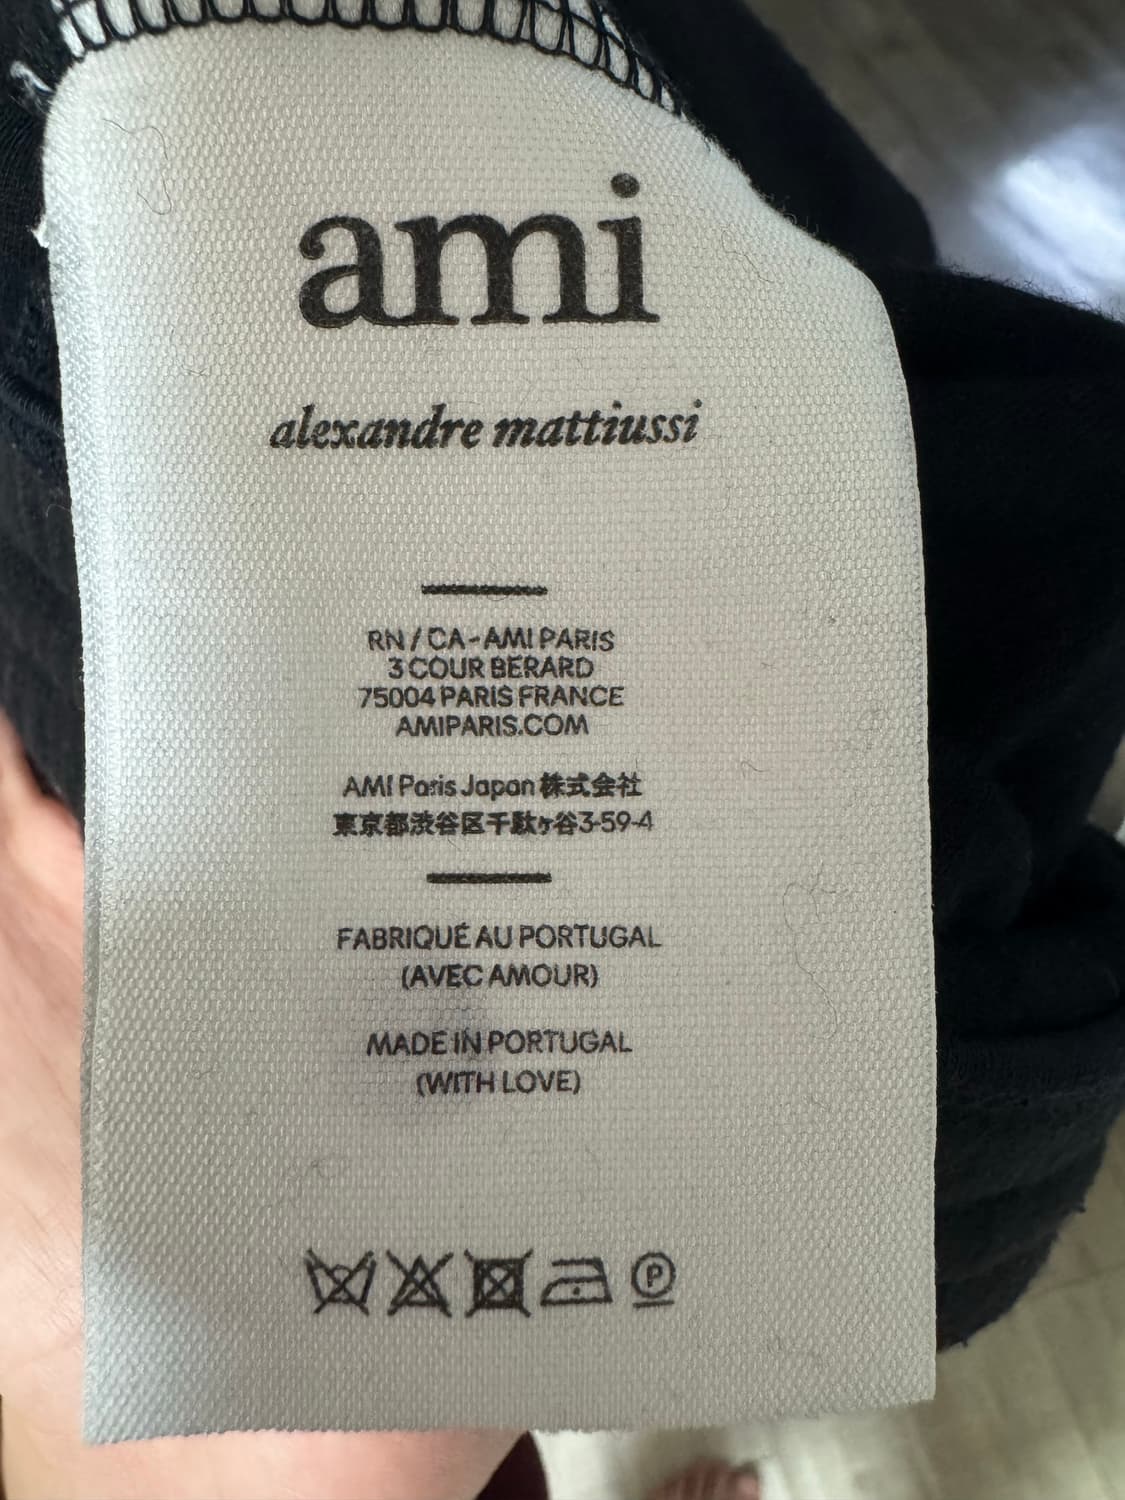 ami
alexandre mattiussi
RN / CA - AMI PARIS
3 COUR BERARD
75004 PARIS FRANCE
AMIPARIS.COM
AMI Paris Japan 株式会社
東京都渋谷区千駄ヶ谷3-59-4
FABRIQUÉ AU PORTUGAL
(AVEC AMOUR)
MADE IN PORTUGAL
(WITH LOVE)
P